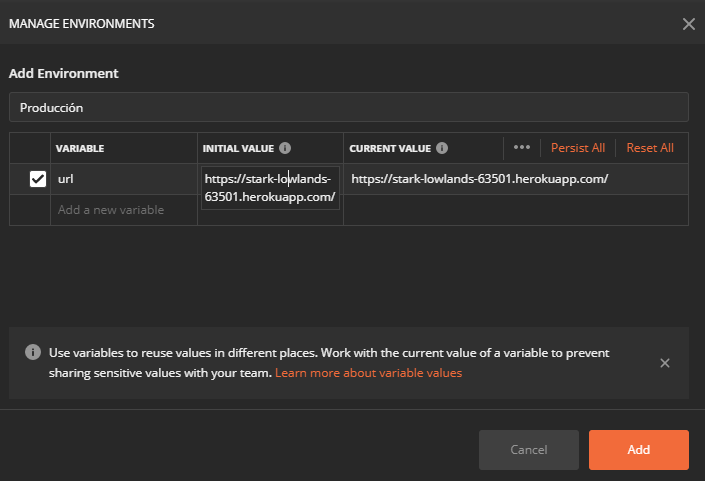 MANAGE ENVIRONMENTS
Add Environment
Producción
VARIABLE INITIAL VALUE CURRENT VALUE Persist All Reset All
url https://stark-lowlands-63501.herokuapp.com/ https://stark-lowlands-63501.herokuapp.com/
Add a new variable
Use variables to reuse values in different places. Work with the current value of a variable to prevent
sharing sensitive values with your team. Learn more about variable values
Cancel Add